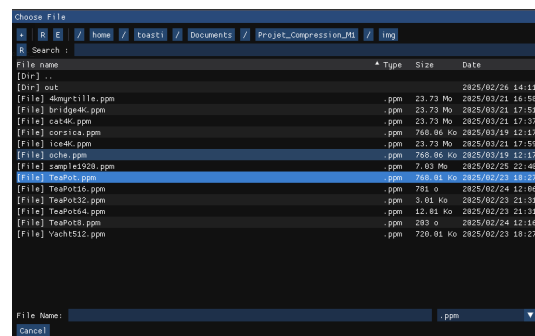 Choose File
+ R E / home / toasti / Documents / Projet_Compression_M1 / img
R Search :
File name Type Size Date
[Dir] ..
[Dir] out 2025/02/26 14:11
[File] 4kmyrtille.ppm .ppm 23.73 Mo 2025/03/21 16:58
[File] bridge4K.ppm .ppm 23.73 Mo 2025/03/21 17:51
[File] cat4K.ppm .ppm 23.73 Mo 2025/03/21 17:37
[File] corsica.ppm .ppm 768.06 Ko 2025/03/19 12:17
[File] ice4K.ppm .ppm 23.73 Mo 2025/03/21 17:59
[File] oche.ppm .ppm 768.06 Ko 2025/03/19 12:17
[File] sample1920.ppm .ppm 7.03 Mo 2025/02/25 22:48
[File] TeaPot.ppm .ppm 768.01 Ko 2025/02/23 18:27
[File] TeaPot16.ppm .ppm 781 o 2025/02/24 12:06
[File] TeaPot32.ppm .ppm 3.01 Ko 2025/02/23 21:31
[File] TeaPot64.ppm .ppm 12.01 Ko 2025/02/23 21:31
[File] TeaPot8.ppm .ppm 203 o 2025/02/24 12:16
[File] Yacht512.ppm .ppm 720.01 Ko 2025/02/23 18:27
File Name: .ppm
Cancel